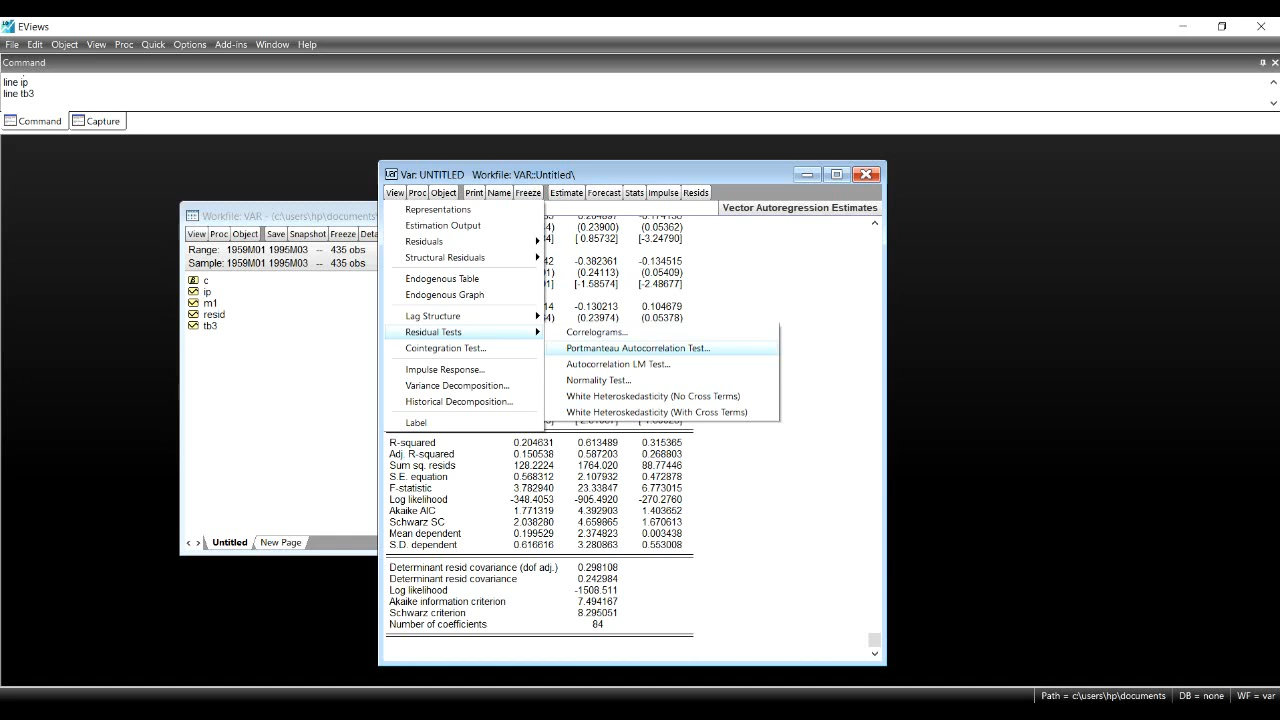 EViews
File Edit Object View Proc Quick Options Add-ins Window Help
Command
line ip
line tb3
Command Capture
Var: UNTITLED Workfile: VAR::Untitled\
View Proc Object Print Name Freeze Estimate Forecast Stats Impulse Resids
Vector Autoregression Estimates
Workfile: VAR - (c:\users\hp\documents\
View Proc Object Save Snapshot Freeze Deta
Range: 1959M01 1995M03 -- 435 obs
Sample: 1959M01 1995M03 -- 435 obs
c
ip
m1
resid
tb3
Untitled New Page
Representations
Estimation Output
Residuals
Structural Residuals
Endogenous Table
Endogenous Graph
Lag Structure
Residual Tests
Cointegration Test...
Impulse Response...
Variance Decomposition...
Historical Decomposition...
Label
Correlograms...
Portmanteau Autocorrelation Test...
Autocorrelation LM Test...
Normality Test...
White Heteroskedasticity (No Cross Terms)
White Heteroskedasticity (With Cross Terms)
(0.23900) (0.05362)
[ 0.85732] [-3.24790]
-0.382361 -0.134515
(0.24113) (0.05409)
[-1.58574] [-2.48677]
-0.130213 0.104679
(0.23974) (0.05378)
R-squared 0.204631 0.613489 0.315365
Adj. R-squared 0.150538 0.587203 0.268803
Sum sq. resids 128.2224 1764.020 88.77446
S.E. equation 0.568312 2.107932 0.472878
F-statistic 3.782940 23.33847 6.773015
Log likelihood -348.4053 -905.4920 -270.2760
Akaike AIC 1.771319 4.392903 1.403652
Schwarz SC 2.038280 4.659865 1.670613
Mean dependent 0.199529 2.374823 0.003438
S.D. dependent 0.616616 3.280863 0.553008
Determinant resid covariance (dof adj.) 0.298108
Determinant resid covariance 0.242984
Log likelihood -1508.511
Akaike information criterion 7.494167
Schwarz criterion 8.295051
Number of coefficients 84
Path = c:\users\hp\documents DB = none WF = var